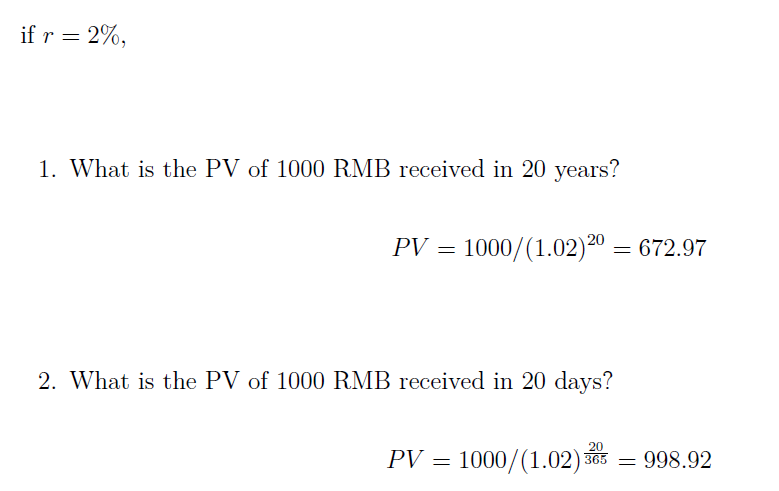 if r = 2%,
1. What is the PV of 1000 RMB received in 20 years?
PV = 1000/(1.02)^20 = 672.97
2. What is the PV of 1000 RMB received in 20 days?
PV = 1000/(1.02)^(20/365) = 998.92